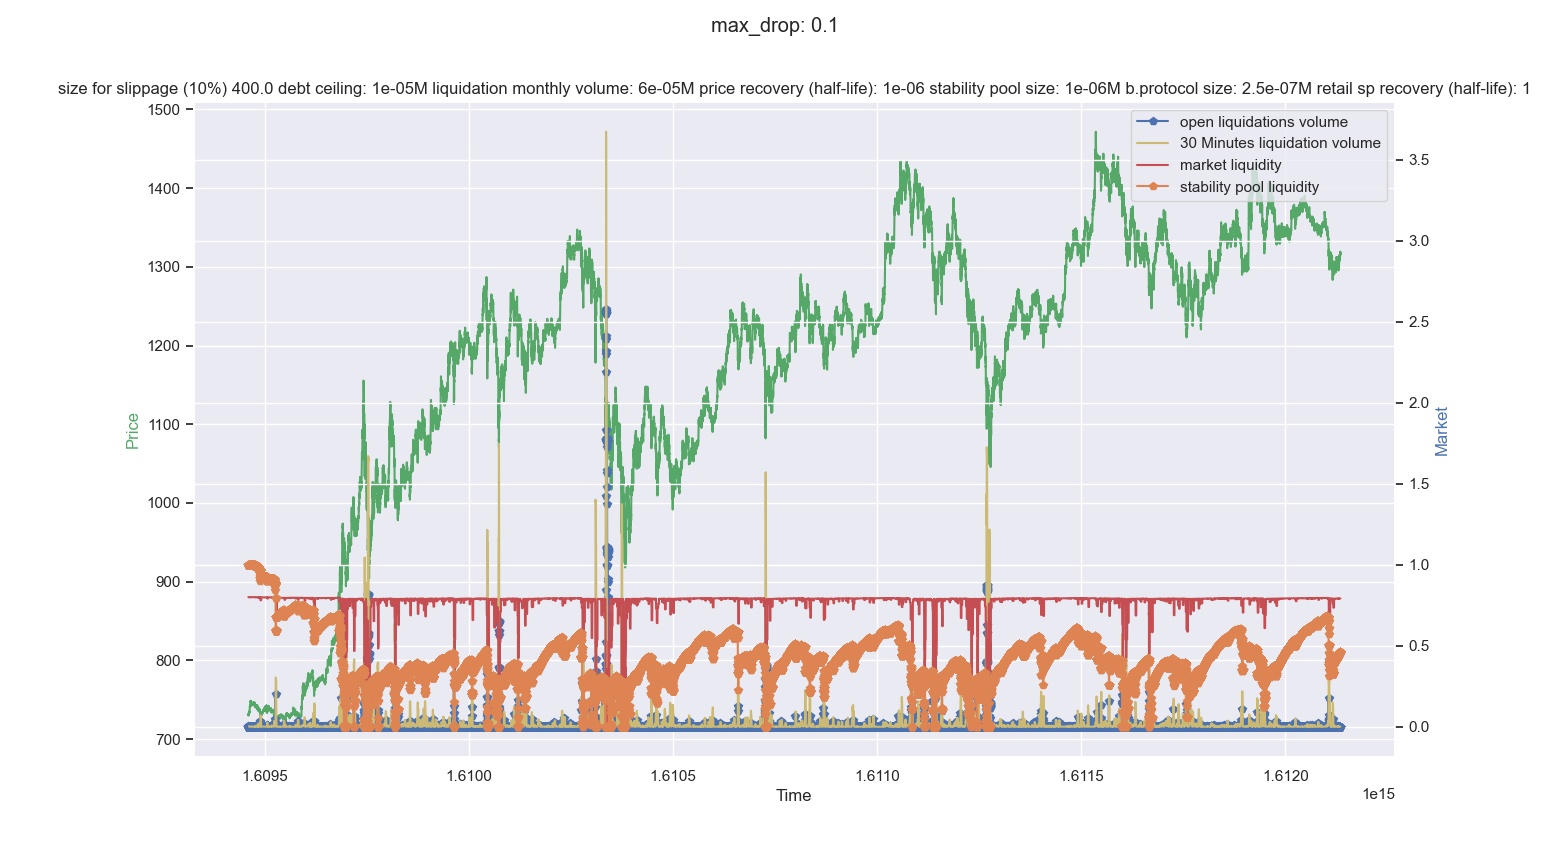 max_drop: 0.1
size for slippage (10%) 400.0 debt ceiling: 1e-05M liquidation monthly volume: 6e-05M price recovery (half-life): 1e-06 stability pool size: 1e-06M b.protocol size: 2.5e-07M retail sp recovery (half-life): 1
open liquidations volume
30 Minutes liquidation volume
market liquidity
stability pool liquidity
Price
1500
1400
1300
1200
1100
1000
900
800
700
Market
3.5
3.0
2.5
2.0
1.5
1.0
0.5
0.0
1.6095
1.6100
1.6105
1.6110
1.6115
1.6120
Time
1e15